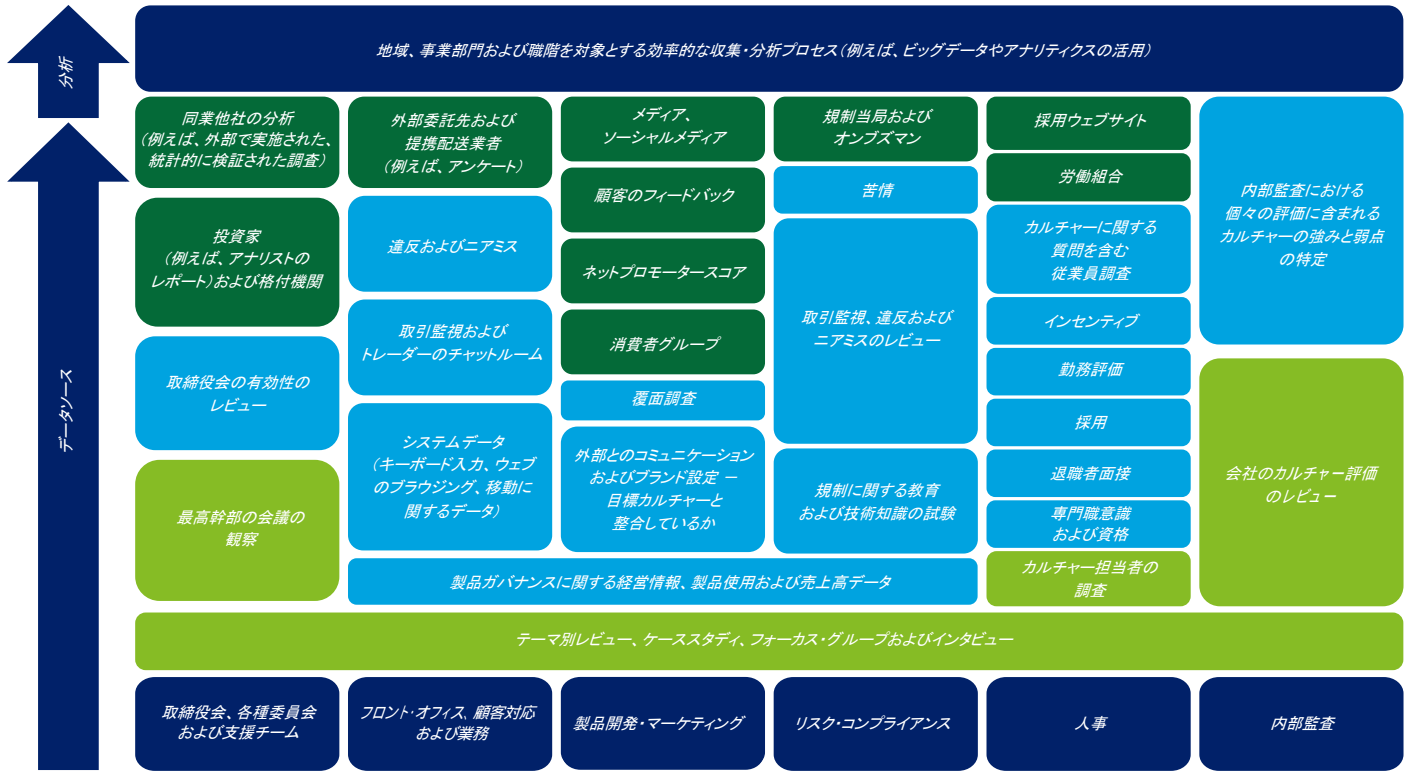 分析
地域、事業部門および職階を対象とする効率的な収集・分析プロセス（例えば、ビッグデータやアナリティクスの活用）
データソース
同業他社の分析
（例えば、外部で実施された、
統計的に検証された調査）
投資家
（例えば、アナリストの
レポート）および格付機関
取締役会の有効性の
レビュー
最高幹部の会議の
観察
外部委託先および
提携配送業者
（例えば、アンケート）
違反およびニアミス
取引監視および
トレーダーのチャットルーム
システムデータ
（キーボード入力、ウェブ
のブラウジング、移動に
関するデータ）
メディア、
ソーシャルメディア
顧客のフィードバック
ネットプロモータースコア
消費者グループ
覆面調査
外部とのコミュニケーション
およびブランド設定 －
目標カルチャーと
整合しているか
規制当局および
オンブズマン
苦情
取引監視、違反および
ニアミスのレビュー
規制に関する教育
および技術知識の試験
製品ガバナンスに関する経営情報、製品使用および売上高データ
採用ウェブサイト
労働組合
カルチャーに関する
質問を含む
従業員調査
インセンティブ
勤務評価
採用
退職者面接
専門職意識
および資格
カルチャー担当者の
調査
内部監査における
個々の評価に含まれる
カルチャーの強みと弱点
の特定
会社のカルチャー評価
のレビュー
テーマ別レビュー、ケーススタディ、フォーカス・グループおよびインタビュー
取締役会、各種委員会
および支援チーム
フロント・オフィス、顧客対応
および業務
製品開発・マーケティング
リスク・コンプライアンス
人事
内部監査